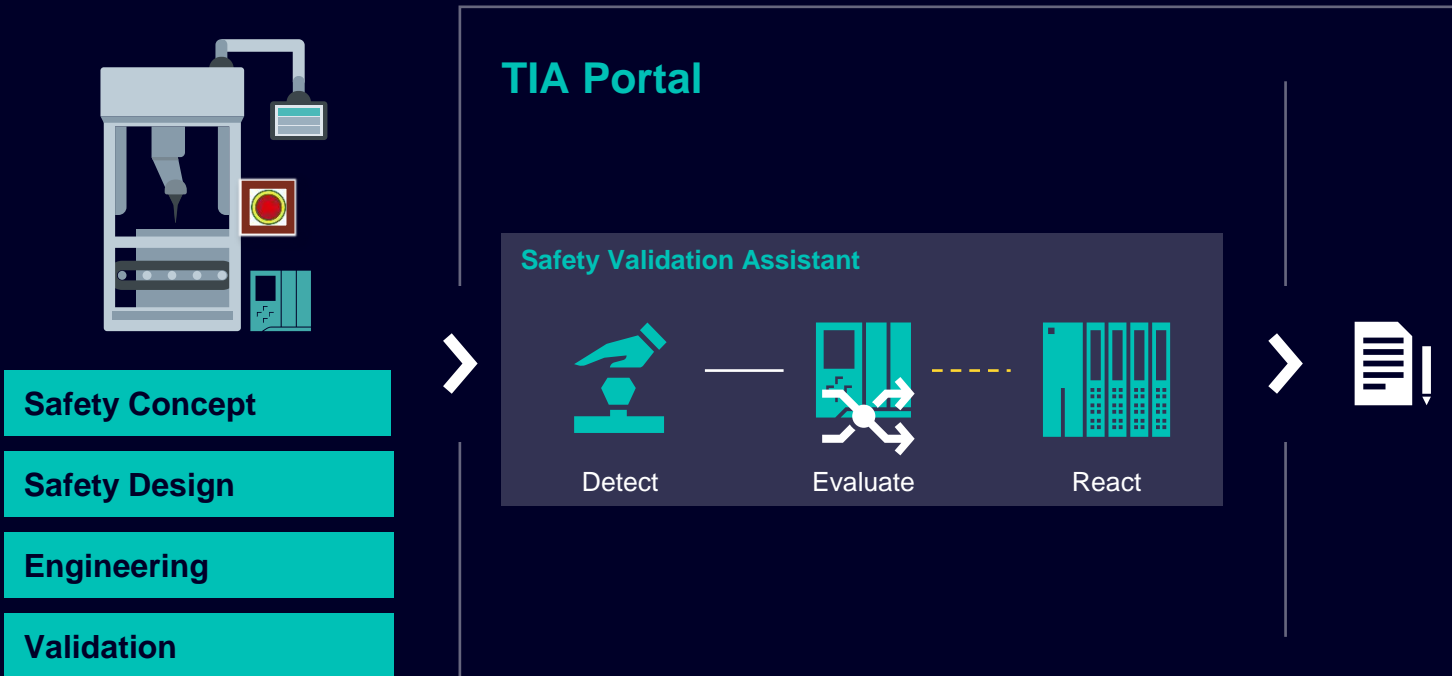 TIA Portal
Safety Validation Assistant
Detect
Evaluate
React
Safety Concept
Safety Design
Engineering
Validation